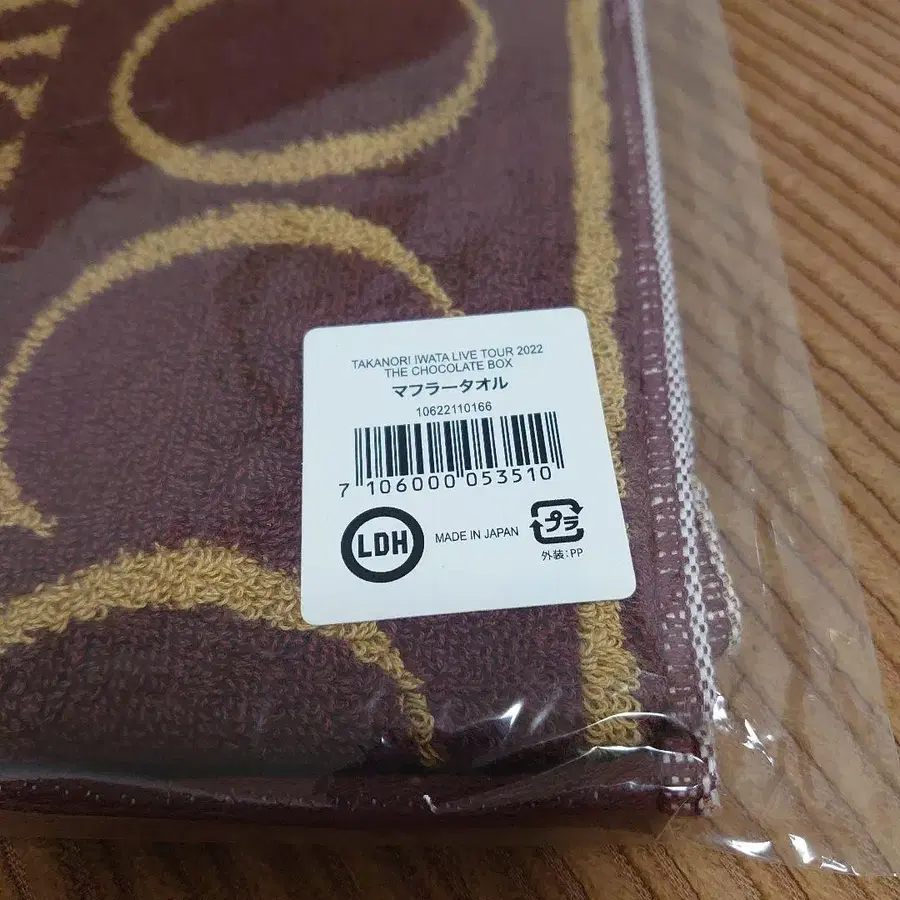 TAKANORI IWATA LIVE TOUR 2022
THE CHOCOLATE BOX
マフラータオル
10622110166
7 106000 053510
LDH
MADE IN JAPAN
プラ
外装:PP